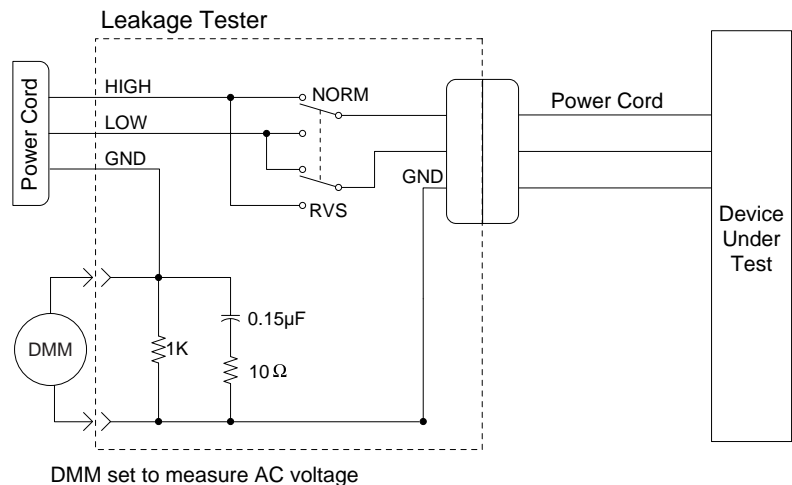 Leakage Tester
Power Cord
HIGH
LOW
GND
NORM
RVS
GND
Power Cord
Device
Under
Test
DMM
1K
0.15µF
10Ω
DMM set to measure AC voltage